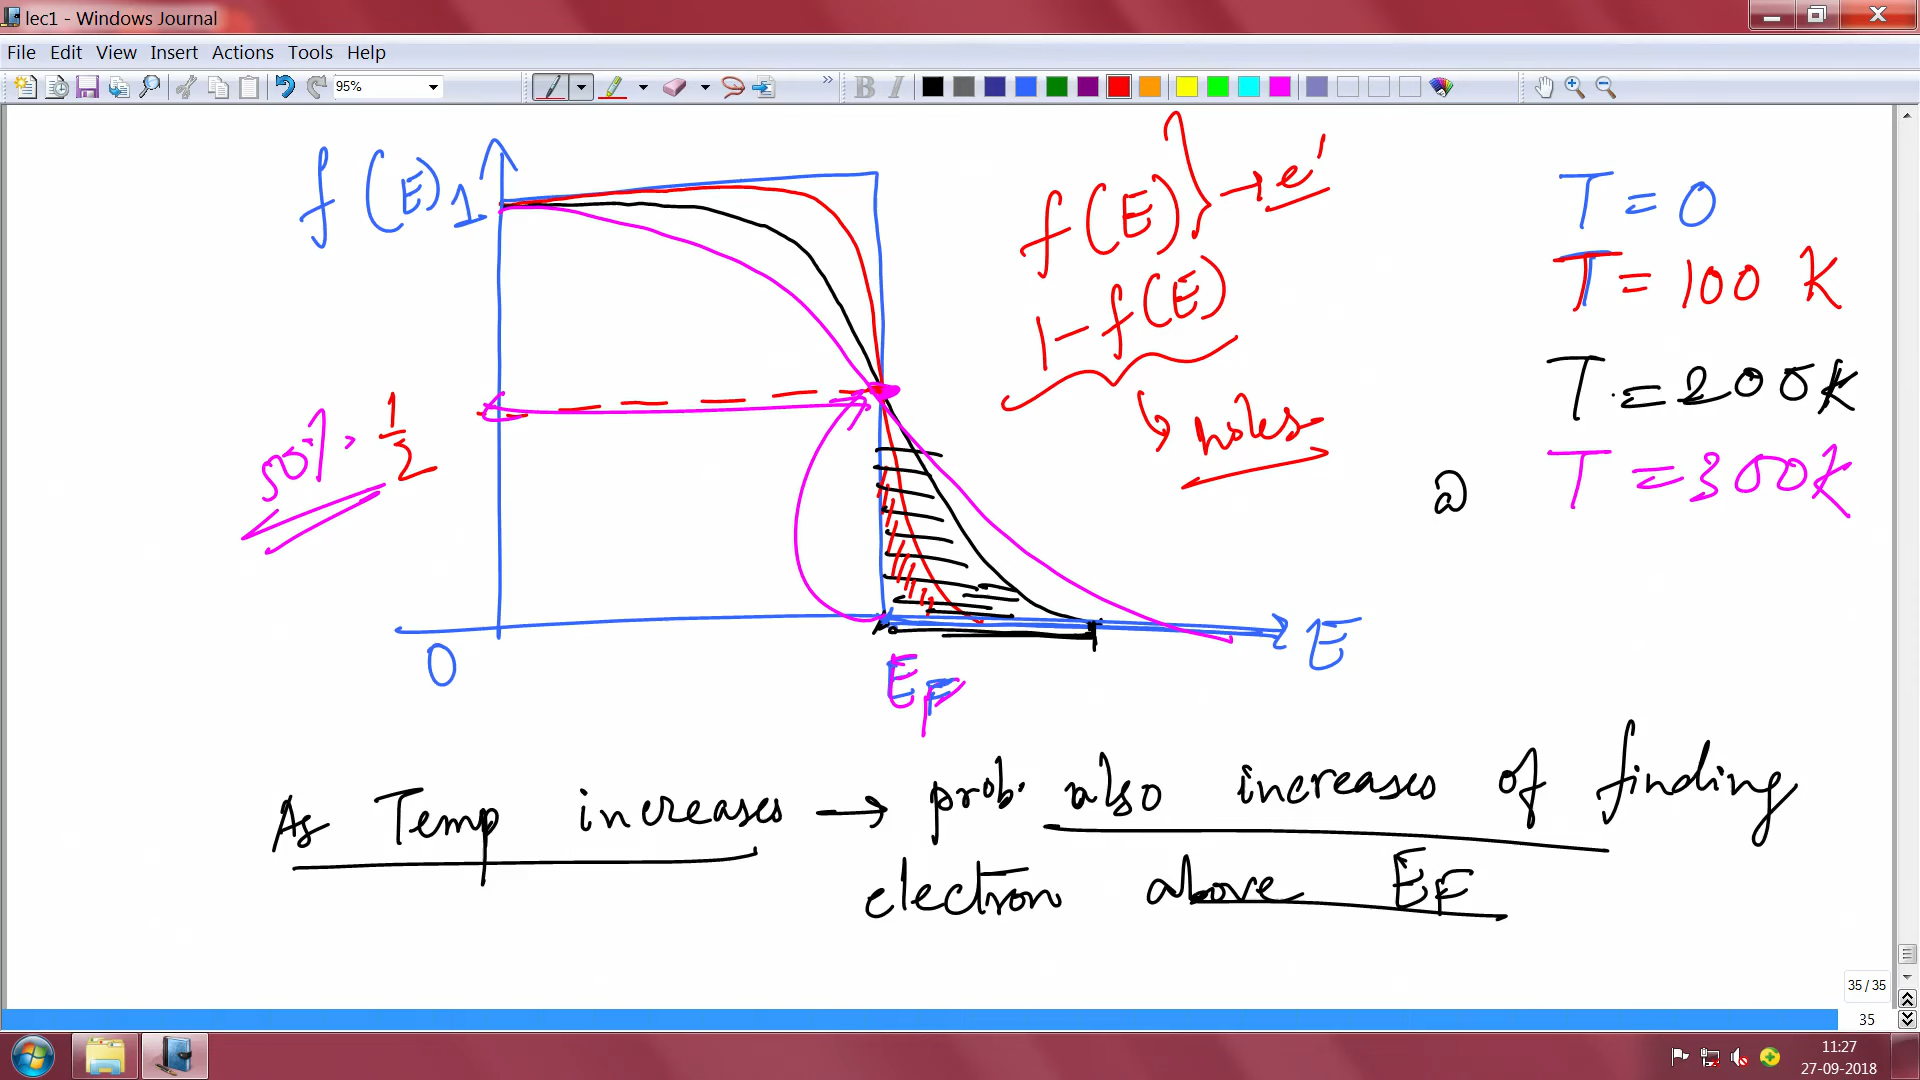 lec1 - Windows Journal
File Edit View Insert Actions Tools Help
95%
B I
f(E)
1
f(E) } → e'
1-f(E)
holes
T = 0
T = 100 K
T = 200K
T = 300K
50%
1/2
0
E
EF
As Temp increases → prob. also increases of finding
electron above EF
35 / 35
35
11:27
27-09-2018